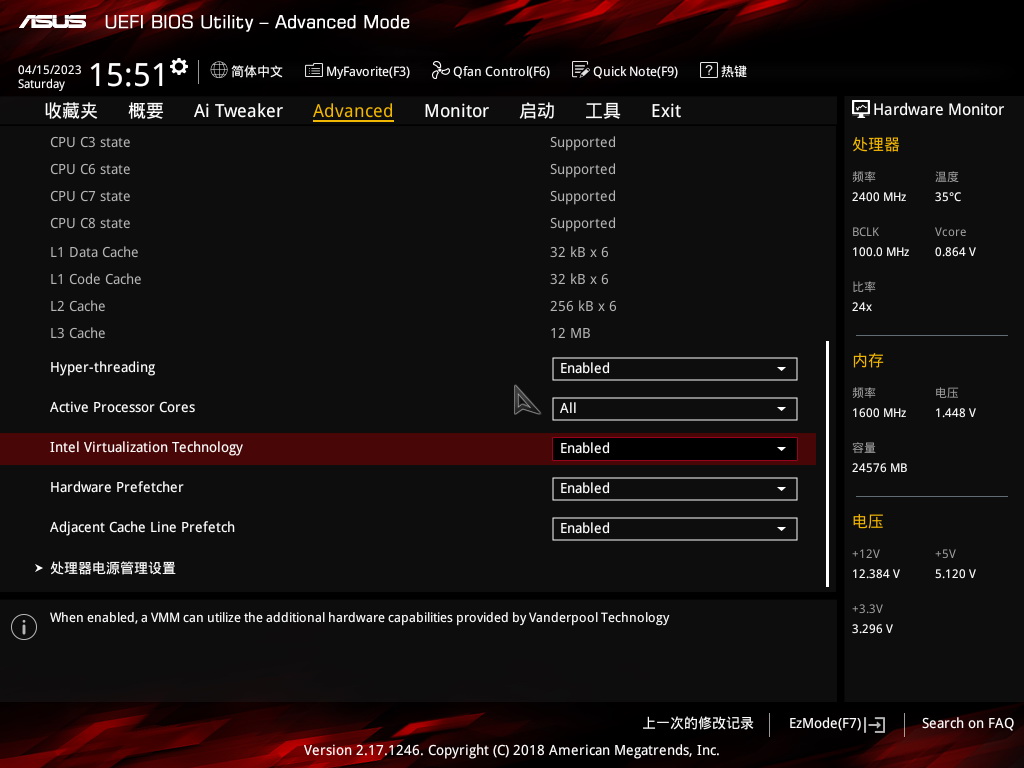 ASUS UEFI BIOS Utility – Advanced Mode
04/15/2023
Saturday
15:51
简体中文 MyFavorite(F3) Qfan Control(F6) Quick Note(F9) ? 热键
收藏夹 概要 Ai Tweaker Advanced Monitor 启动 工具 Exit
CPU C3 state Supported
CPU C6 state Supported
CPU C7 state Supported
CPU C8 state Supported
L1 Data Cache 32 kB x 6
L1 Code Cache 32 kB x 6
L2 Cache 256 kB x 6
L3 Cache 12 MB
Hyper-threading Enabled
Active Processor Cores All
Intel Virtualization Technology Enabled
Hardware Prefetcher Enabled
Adjacent Cache Line Prefetch Enabled
处理器电源管理设置
When enabled, a VMM can utilize the additional hardware capabilities provided by Vanderpool Technology
Hardware Monitor
处理器
频率 温度
2400 MHz 35°C
BCLK Vcore
100.0 MHz 0.864 V
比率
24x
内存
频率 电压
1600 MHz 1.448 V
容量
24576 MB
电压
+12V +5V
12.384 V 5.120 V
+3.3V
3.296 V
上一次的修改记录 EzMode(F7) Search on FAQ
Version 2.17.1246. Copyright (C) 2018 American Megatrends, Inc.